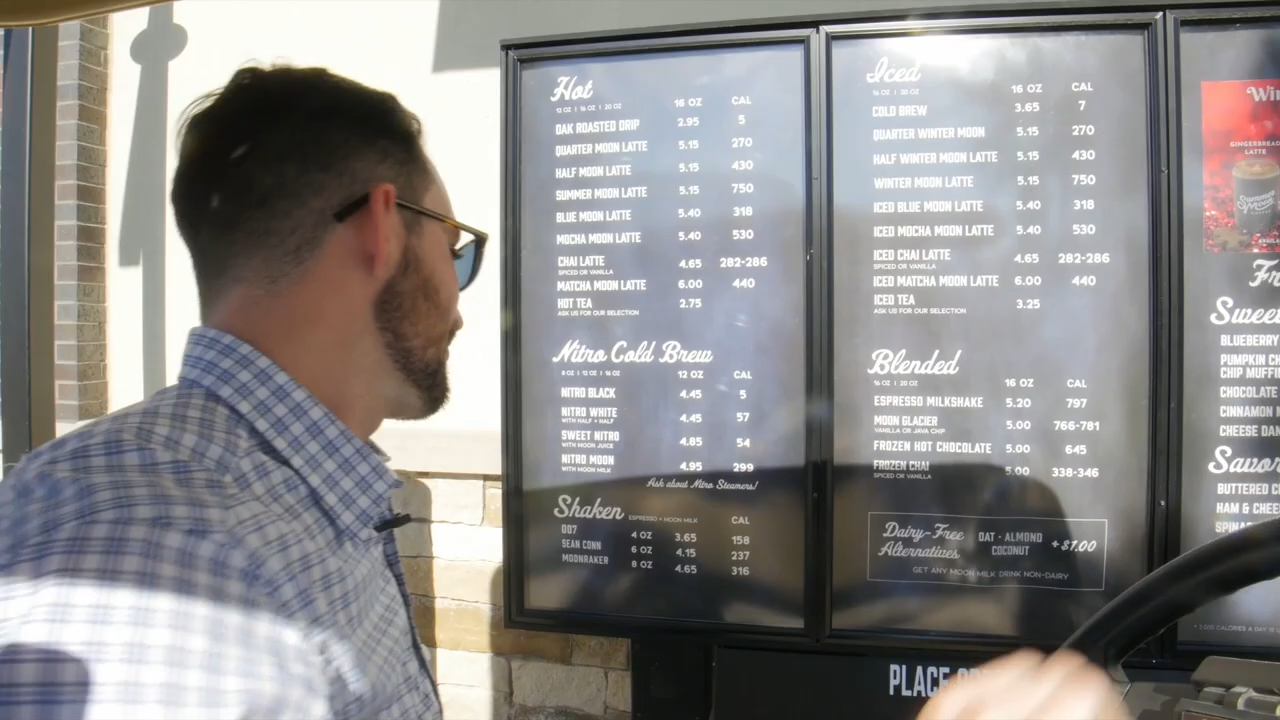 Hot
12 OZ | 16 OZ | 20 OZ 16 OZ CAL
OAK ROASTED DRIP 2.95 5
QUARTER MOON LATTE 5.15 270
HALF MOON LATTE 5.15 430
SUMMER MOON LATTE 5.15 750
BLUE MOON LATTE 5.40 318
MOCHA MOON LATTE 5.40 530
CHAI LATTE 4.65 282-286
SPICED OR VANILLA
MATCHA MOON LATTE 6.00 440
HOT TEA 2.75
ASK US FOR OUR SELECTION
Nitro Cold Brew
8 OZ | 12 OZ | 16 OZ 12 OZ CAL
NITRO BLACK 4.45 5
NITRO WHITE 4.45 57
WITH HALF + HALF
SWEET NITRO 4.85 54
WITH MOON JUICE
NITRO MOON 4.95 299
WITH MOON MILK
Ask about Nitro Steamers!
Shaken ESPRESSO + MOON MILK CAL
007 4 OZ 3.65 158
SEAN CONN 6 OZ 4.15 237
MOONRAKER 8 OZ 4.65 316
Iced
16 OZ | 20 OZ 16 OZ CAL
COLD BREW 3.65 7
QUARTER WINTER MOON 5.15 270
HALF WINTER MOON LATTE 5.15 430
WINTER MOON LATTE 5.15 750
ICED BLUE MOON LATTE 5.40 318
ICED MOCHA MOON LATTE 5.40 530
ICED CHAI LATTE 4.65 282-286
SPICED OR VANILLA
ICED MATCHA MOON LATTE 6.00 440
ICED TEA 3.25
ASK US FOR OUR SELECTION
Blended
16 OZ | 20 OZ 16 OZ CAL
ESPRESSO MILKSHAKE 5.20 797
MOON GLACIER 5.00 766-781
VANILLA OR JAVA CHIP
FROZEN HOT CHOCOLATE 5.00 645
FROZEN CHAI 5.00 338-346
SPICED OR VANILLA
Dairy-Free
Alternatives
OAT · ALMOND
COCONUT
+$1.00
GET ANY MOON MILK DRINK NON-DAIRY
Win
GINGERBREAD
LATTE
Summer
Moon
Fr
Sweet
BLUEBERRY
PUMPKIN CH
CHIP MUFFIN
CHOCOLATE
CINNAMON
CHEESE DAN
Savor
BUTTERED C
HAM & CHEE
SPINA
PLACE